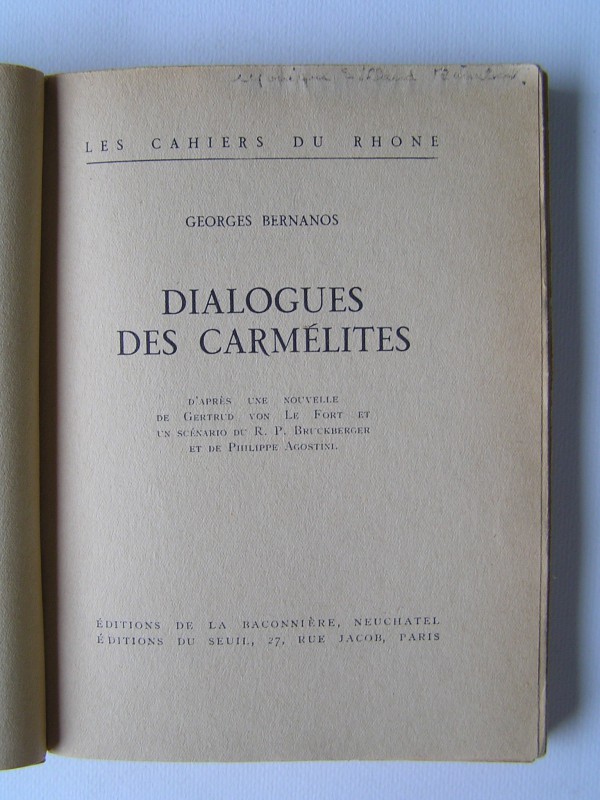 LES CAHIERS DU RHONE
GEORGES BERNANOS
DIALOGUES
DES CARMÉLITES
D'APRÈS UNE NOUVELLE
DE GERTRUD VON LE FORT ET
UN SCÉNARIO DU R. P. BRUCKBERGER
ET DE PHILIPPE AGOSTINI.
ÉDITIONS DE LA BACONNIÈRE, NEUCHATEL
ÉDITIONS DU SEUIL, 27, RUE JACOB, PARIS